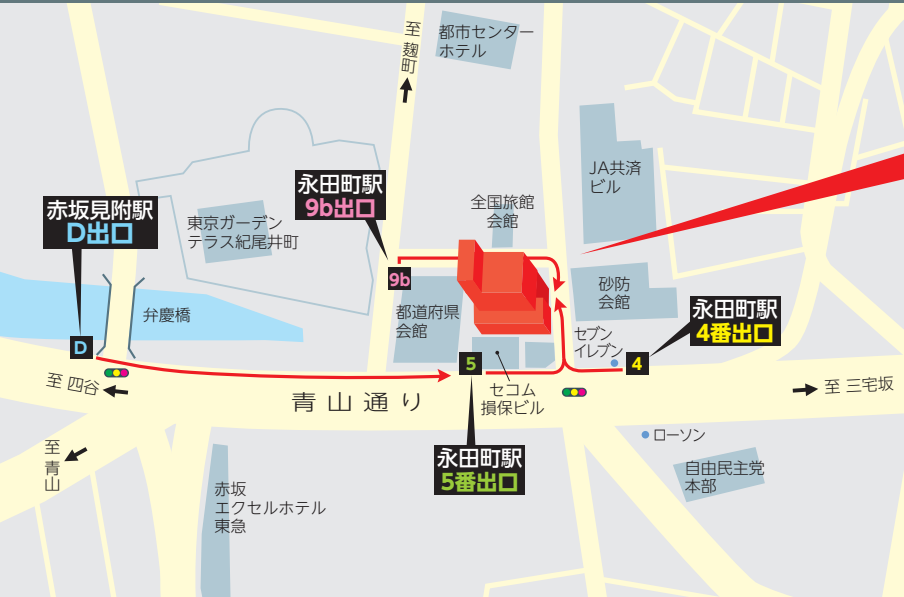 至
麹
町
都市センター
ホテル
JA共済
ビル
永田町駅
9b出口
全国旅館
会館
赤坂見附駅
D出口
東京ガーデン
テラス紀尾井町
9b
都道府県
会館
砂防
会館
永田町駅
4番出口
弁慶橋
D
セブン
イレブン
5
4
至 四谷
セコム
損保ビル
至 三宅坂
青山通り
至
青
山
永田町駅
5番出口
ローソン
自由民主党
本部
赤坂
エクセルホテル
東急